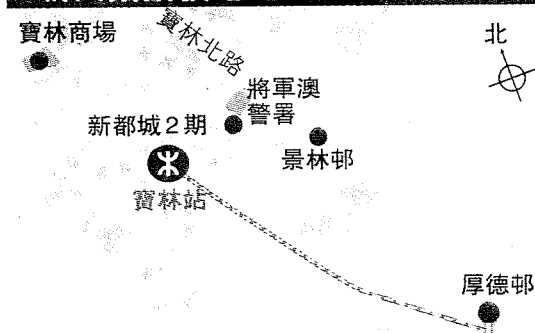 寶林商場
寶林北路
北
將軍澳
警署
新都城2期
景林邨
寶林站
厚德邨